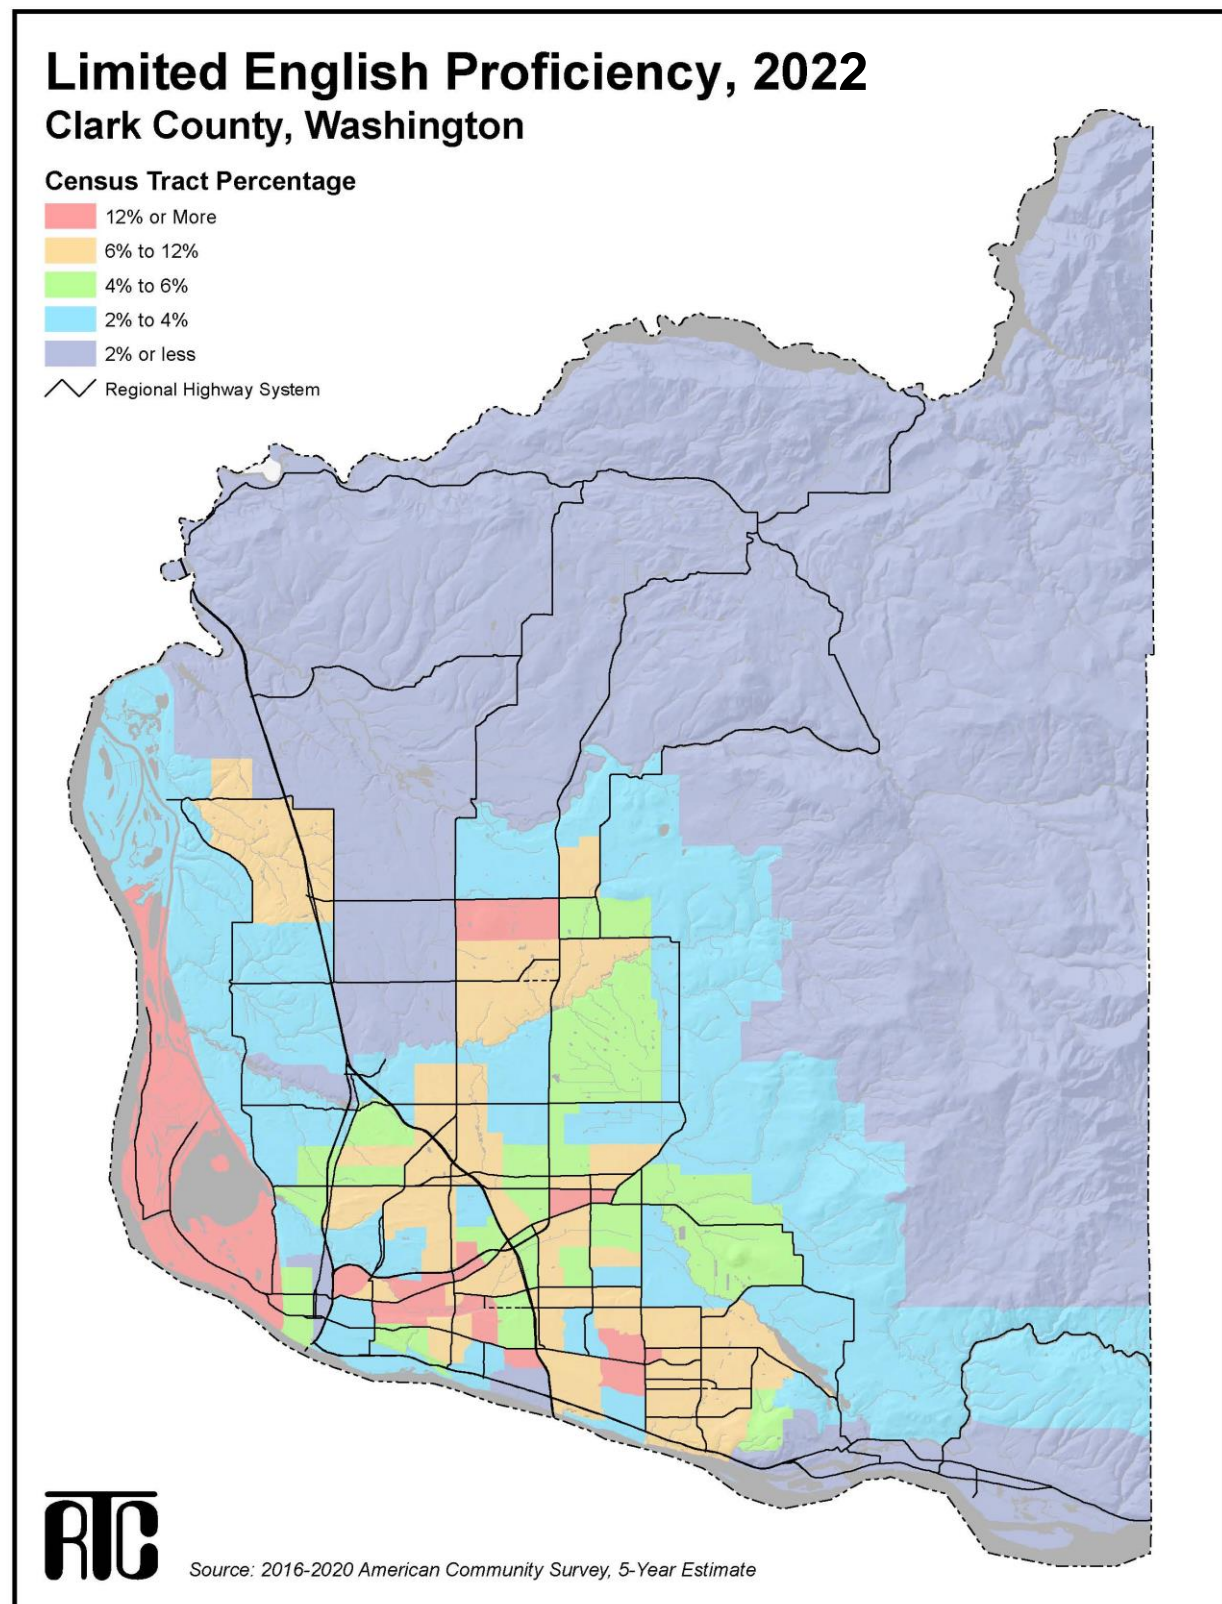 Limited English Proficiency, 2022
Clark County, Washington
Census Tract Percentage
12% or More
6% to 12%
4% to 6%
2% to 4%
2% or less
Regional Highway System
RTC
Source: 2016-2020 American Community Survey, 5-Year Estimate